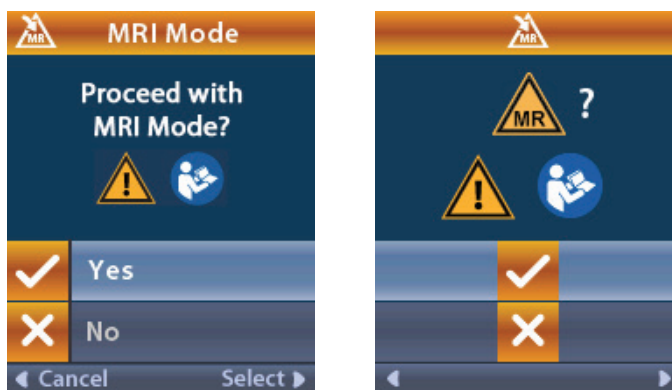 MR MRI Mode
Proceed with
MRI Mode?
!
Yes
No
Cancel Select
MR
MR ?
!